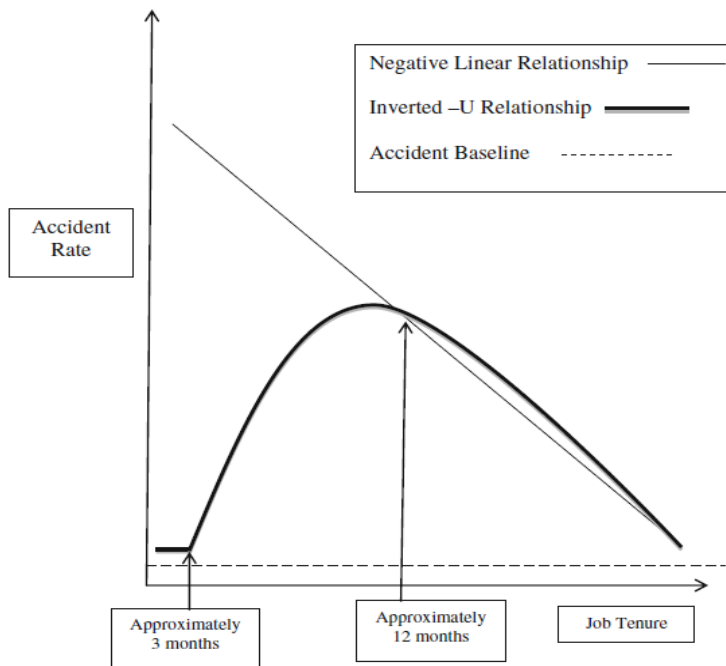 Negative Linear Relationship
Inverted –U Relationship
Accident Baseline
Accident
Rate
Approximately
3 months
Approximately
12 months
Job Tenure